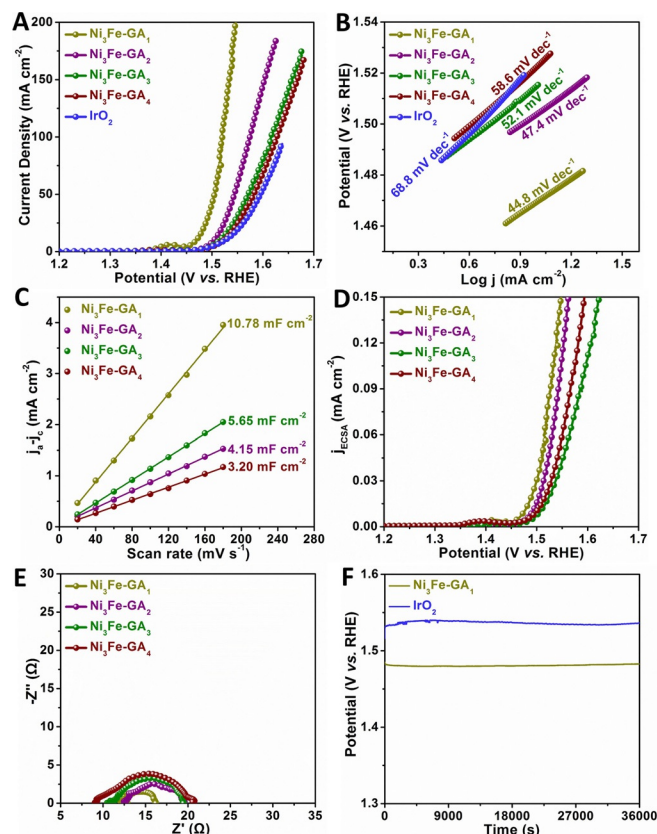 A
Ni₃Fe-GA₁
Ni₃Fe-GA₂
Ni₃Fe-GA₃
Ni₃Fe-GA₄
IrO₂
Current Density (mA cm⁻²)
200
150
100
50
0
1.2 1.3 1.4 1.5 1.6 1.7
Potential (V vs. RHE)
B
Ni₃Fe-GA₁
Ni₃Fe-GA₂
Ni₃Fe-GA₃
Ni₃Fe-GA₄
IrO₂
58.6 mV dec⁻¹
52.1 mV dec⁻¹
47.4 mV dec⁻¹
68.8 mV dec⁻¹
44.8 mV dec⁻¹
Potential (V vs. RHE)
1.54
1.52
1.50
1.48
1.46
0.0 0.3 0.6 0.9 1.2 1.5
Log j (mA cm⁻²)
C
Ni₃Fe-GA₁
Ni₃Fe-GA₂
Ni₃Fe-GA₃
Ni₃Fe-GA₄
10.78 mF cm⁻²
5.65 mF cm⁻²
4.15 mF cm⁻²
3.20 mF cm⁻²
jₐ-j꜀ (mA cm⁻²)
4
3
2
1
0
0 40 80 120 160 200 240 280
Scan rate (mV s⁻¹)
D
Ni₃Fe-GA₁
Ni₃Fe-GA₂
Ni₃Fe-GA₃
Ni₃Fe-GA₄
jECSA (mA cm⁻²)
0.15
0.12
0.09
0.06
0.03
0.00
1.2 1.3 1.4 1.5 1.6 1.7
Potential (V vs. RHE)
E
Ni₃Fe-GA₁
Ni₃Fe-GA₂
Ni₃Fe-GA₃
Ni₃Fe-GA₄
-Z'' (Ω)
-30
-25
-20
-15
-10
-5
0
5 10 15 20 25 30 35
Z' (Ω)
F
Ni₃Fe-GA₁
IrO₂
Potential (V vs. RHE)
1.6
1.5
1.4
1.3
0 9000 18000 27000 36000
Time (s)